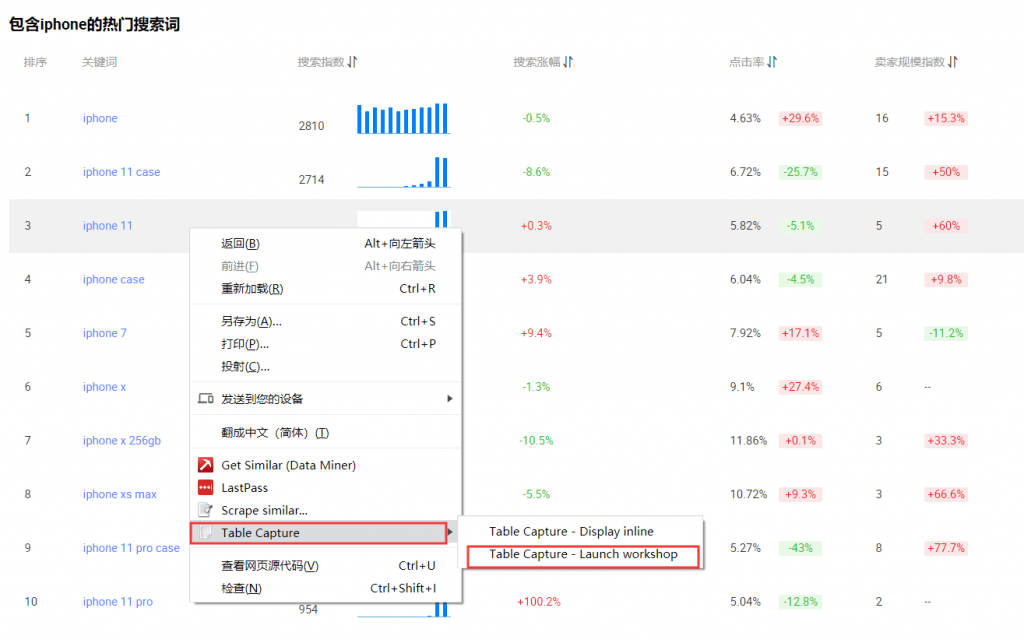 包含iphone的热门搜索词
排序 关键词 搜索指数 搜索涨幅 点击率 卖家规模指数
1 iphone 2810 -0.5% 4.63% +29.6% 16 +15.3%
2 iphone 11 case 2714 -8.6% 6.72% -25.7% 15 +50%
3 iphone 11 +0.3% 5.82% -5.1% 5 +60%
返回(B) Alt+向左箭头
前进(F) Alt+向右箭头
4 iphone case +3.9% 6.04% -4.5% 21 +9.8%
重新加载(R) Ctrl+R
另存为(A)... Ctrl+S
5 iphone 7 +9.4% 7.92% +17.1% 5 -11.2%
打印(P)... Ctrl+P
投射(C)...
6 iphone x -1.3% 9.1% +27.4% 6 --
发送到您的设备
翻成中文（简体）(T)
7 iphone x 256gb -10.5% 11.86% +0.1% 3 +33.3%
Get Similar (Data Miner)
LastPass
8 iphone xs max -5.5% 10.72% +9.3% 3 +66.6%
Scrape similar...
Table Capture Table Capture - Display inline
Table Capture - Launch workshop
9 iphone 11 pro case 5.27% -43% 8 +77.7%
查看网页源代码(V) Ctrl+U
检查(N) Ctrl+Shift+I
10 iphone 11 pro 954 +100.2% 5.04% -12.8% 2 --